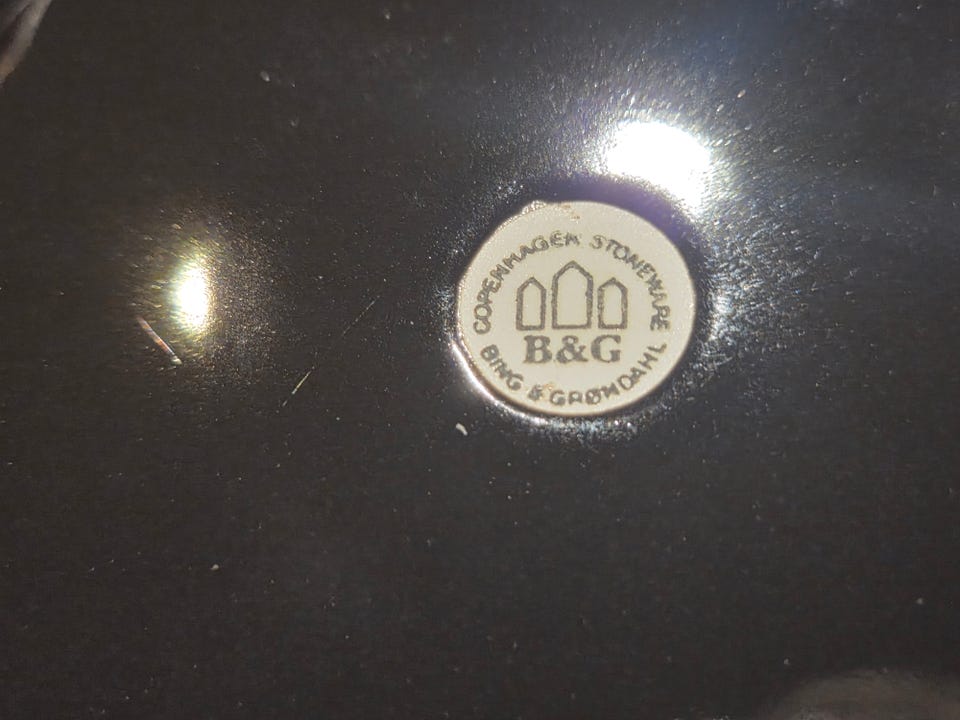 COPENHAGEN STONEWARE
B&G
BING & GRØNDAHL